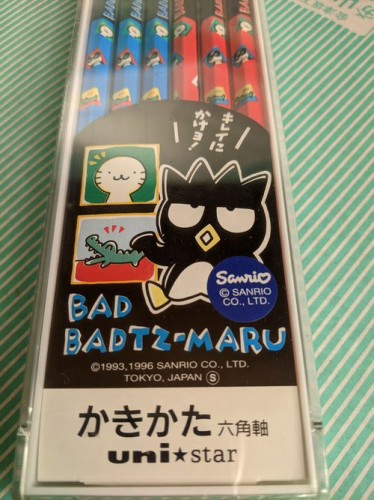 キレイに
かけヨ!
Sanrio
© SANRIO
CO., LTD.
BAD
BADTZ-MARU
©1993,1996 SANRIO CO., LTD.
TOKYO, JAPAN Ⓢ
かきかた 六角軸
uni★star